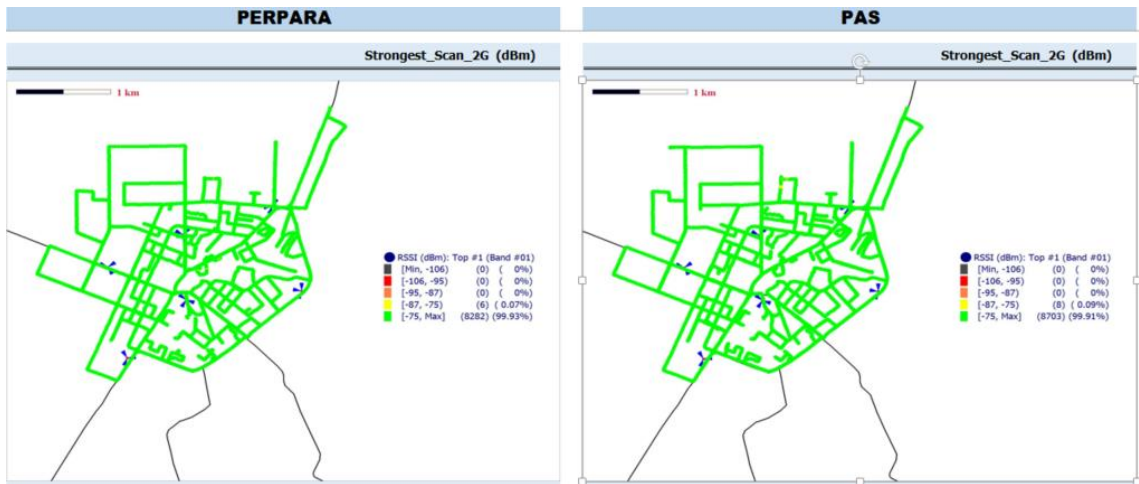 PERPARA
PAS
Strongest_Scan_2G (dBm)
Strongest_Scan_2G (dBm)
1 km
1 km
RSSI (dBm): Top #1 (Band #01)
[Min, -106) (0) ( 0%)
[-106, -95) (0) ( 0%)
[-95, -87) (0) ( 0%)
[-87, -75) (6) ( 0.07%)
[-75, Max] (8282) (99.93%)
RSSI (dBm): Top #1 (Band #01)
[Min, -106) (0) ( 0%)
[-106, -95) (0) ( 0%)
[-95, -87) (0) ( 0%)
[-87, -75) (8) ( 0.09%)
[-75, Max] (8703) (99.91%)